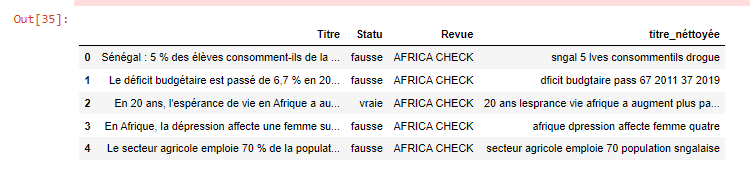 Out[35]:
Titre Statu Revue titre_néttoyée
0 Sénégal : 5 % des élèves consomment-ils de la ... fausse AFRICA CHECK sngal 5 lves consommentils drogue
1 Le déficit budgétaire est passé de 6,7 % en 20... fausse AFRICA CHECK dficit budgtaire pass 67 2011 37 2019
2 En 20 ans, l'espérance de vie en Afrique a au... vraie AFRICA CHECK 20 ans lesprance vie afrique a augment plus pa...
3 En Afrique, la dépression affecte une femme su... fausse AFRICA CHECK afrique dpression affecte femme quatre
4 Le secteur agricole emploie 70 % de la populat... fausse AFRICA CHECK secteur agricole emploie 70 population sngalaise